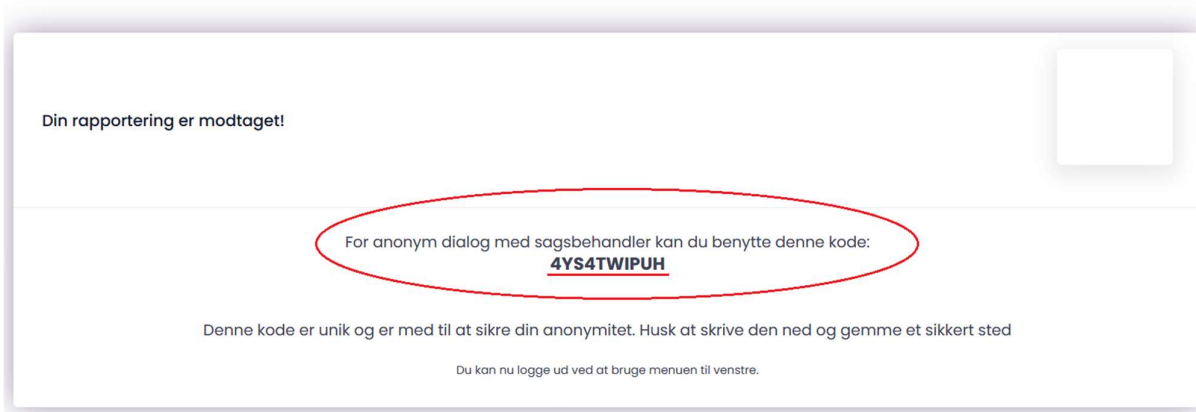 Din rapportering er modtaget!
For anonym dialog med sagsbehandler kan du benytte denne kode:
4YS4TWIPUH
Denne kode er unik og er med til at sikre din anonymitet. Husk at skrive den ned og gemme et sikkert sted
Du kan nu logge ud ved at bruge menuen til venstre.